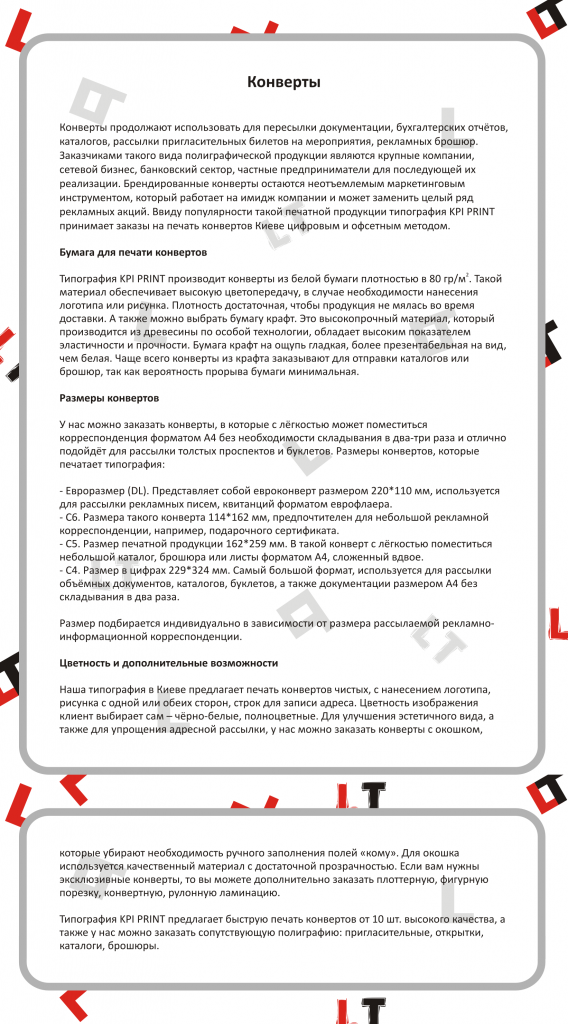 Конверты
Конверты продолжают использовать для пересылки документации, бухгалтерских отчётов,
каталогов, рассылки пригласительных билетов на мероприятия, рекламных брошюр.
Заказчиками такого вида полиграфической продукции являются крупные компании,
сетевой бизнес, банковский сектор, частные предприниматели для последующей их
реализации. Брендированные конверты остаются неотъемлемым маркетинговым
инструментом, который работает на имидж компании и может заменить целый ряд
рекламных акций. Ввиду популярности такой печатной продукции типография KPI PRINT
принимает заказы на печать конвертов Киеве цифровым и офсетным методом.
Бумага для печати конвертов
Типография KPI PRINT производит конверты из белой бумаги плотностью в 80 гр/м². Такой
материал обеспечивает высокую цветопередачу, в случае необходимости нанесения
логотипа или рисунка. Плотность достаточная, чтобы продукция не мялась во время
доставки. А также можно выбрать бумагу крафт. Это высокопрочный материал, который
производится из древесины по особой технологии, обладает высоким показателем
эластичности и прочности. Бумага крафт на ощупь гладкая, более презентабельная на вид,
чем белая. Чаще всего конверты из крафта заказывают для отправки каталогов или
брошюр, так как вероятность прорыва бумаги минимальная.
Размеры конвертов
У нас можно заказать конверты, в которые с лёгкостью может поместиться
корреспонденция форматом А4 без необходимости складывания в два-три раза и отлично
подойдёт для рассылки толстых проспектов и буклетов. Размеры конвертов, которые
печатает типография:
- Евроразмер (DL). Представляет собой евроконверт размером 220*110 мм, используется
для рассылки рекламных писем, квитанций форматом еврофлаера.
- С6. Размера такого конверта 114*162 мм, предпочтителен для небольшой рекламной
корреспонденции, например, подарочного сертификата.
- С5. Размер печатной продукции 162*259 мм. В такой конверт с лёгкостью поместиться
небольшой каталог, брошюра или листы форматом А4, сложенный вдвое.
- С4. Размер в цифрах 229*324 мм. Самый большой формат, используется для рассылки
объёмных документов, каталогов, буклетов, а также документации размером А4 без
складывания в два раза.
Размер подбирается индивидуально в зависимости от размера рассылаемой рекламно-
информационной корреспонденции.
Цветность и дополнительные возможности
Наша типография в Киеве предлагает печать конвертов чистых, с нанесением логотипа,
рисунка с одной или обеих сторон, строк для записи адреса. Цветность изображения
клиент выбирает сам – чёрно-белые, полноцветные. Для улучшения эстетичного вида, а
также для упрощения адресной рассылки, у нас можно заказать конверты с окошком,
которые убирают необходимость ручного заполнения полей «кому». Для окошка
используется качественный материал с достаточной прозрачностью. Если вам нужны
эксклюзивные конверты, то вы можете дополнительно заказать плоттерную, фигурную
порезку, конвертную, рулонную ламинацию.
Типография KPI PRINT предлагает быструю печать конвертов от 10 шт. высокого качества, а
также у нас можно заказать сопутствующую полиграфию: пригласительные, открытки,
каталоги, брошюры.